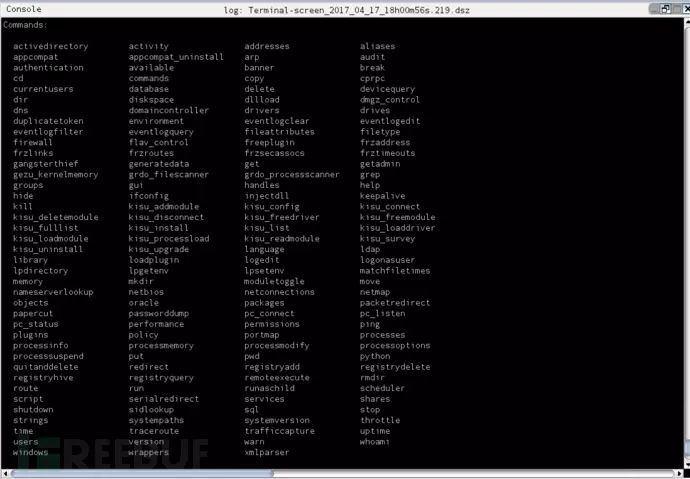 Console log: Terminal-screen_2017_04_17_18h00m56s.219.dsz
Commands:
activedirectory activity addresses aliases
appcompat appcompat_uninstall arp audit
authentication available banner break
cd commands copy cprpc
currentusers database delete devicequery
dir diskspace dllload dmgz_control
dns domaincontroller drivers drives
duplicatetoken environment eventlogclear eventlogedit
eventlogfilter eventlogquery fileattributes filetype
firewall flav_control freeplugin frzaddress
frzlinks frzroutes frzsecassocs frztimeouts
gangsterthief generatedata get getadmin
gezu_kernelmemory grdo_filescanner grdo_processscanner grep
groups gui handles help
hide ifconfig injectdll keepalive
kill kisu_addmodule kisu_config kisu_connect
kisu_deletemodule kisu_disconnect kisu_freedriver kisu_freemodule
kisu_fulllist kisu_install kisu_list kisu_loaddriver
kisu_loadmodule kisu_processload kisu_readmodule kisu_survey
kisu_uninstall kisu_upgrade language ldap
library loadplugin logedit logonasuser
lpdirectory lpgetenv lpsetenv matchfiletimes
memory mkdir moduletoggle move
nameserverlookup netbios netconnections netmap
objects oracle packages packetredirect
papercut passworddump pc_connect pc_listen
pc_status performance permissions ping
plugins policy portmap processes
processinfo processmemory processmodify processoptions
processsuspend put pwd python
quitanddelete redirect registryadd registrydelete
registryhive registryquery remoteexecute rmdir
route run runaschild scheduler
script serialredirect services shares
shutdown sidlookup sql stop
strings systempaths systemversion throttle
time traceroute trafficcapture uptime
users version warn whoami
windows wrappers xmlparser
FREEBUF